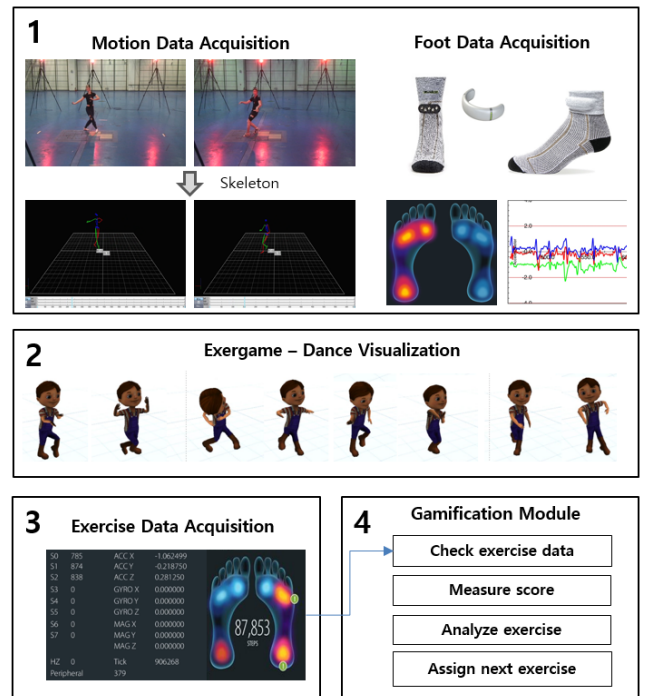 1
Motion Data Acquisition
Foot Data Acquisition
Skeleton
2.0
-2.0
2
Exergame – Dance Visualization
3
Exercise Data Acquisition
S0 785 ACC X -1.062499
S1 874 ACC Y -0.218750
S2 838 ACC Z 0.281250
S3 0 GYRO X 0.000000
S4 0 GYRO Y 0.000000
S5 0 GYRO Z 0.000000
S6 0 MAG X 0.000000
S7 0 MAG Y 0.000000
MAG Z 0.000000
HZ 0 Tick 906268
Peripheral 379
87,853
STEPS
4
Gamification Module
Check exercise data
Measure score
Analyze exercise
Assign next exercise